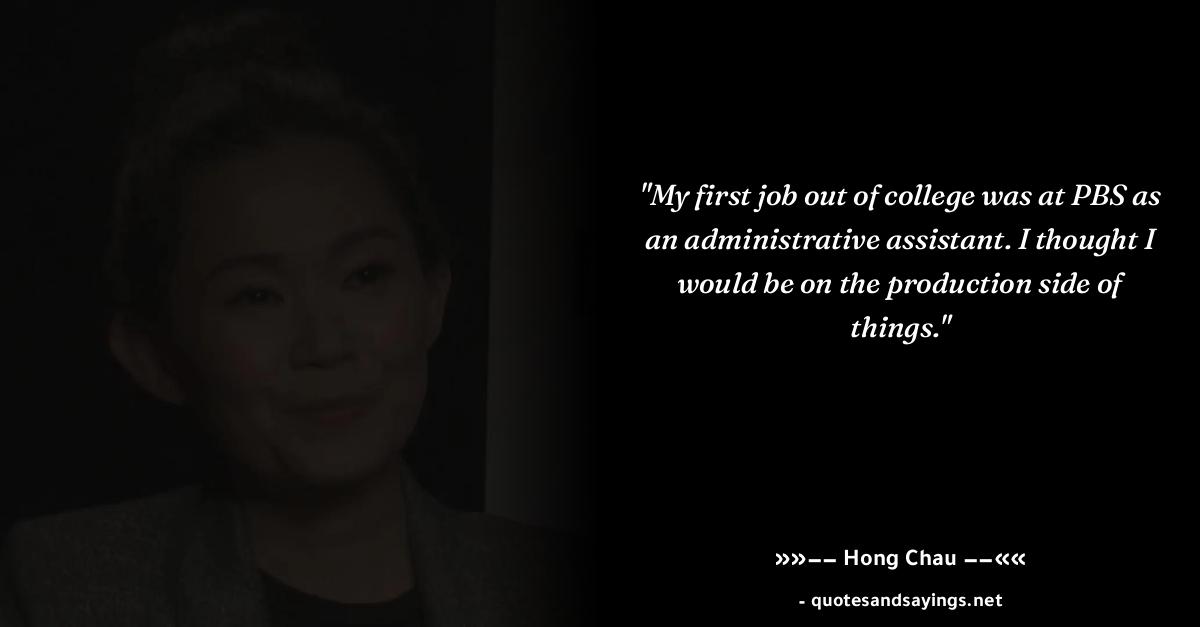 "My first job out of college was at PBS as
an administrative assistant. I thought I
would be on the production side of
things."
»»–– Hong Chau ––««
- quotesandsayings.net